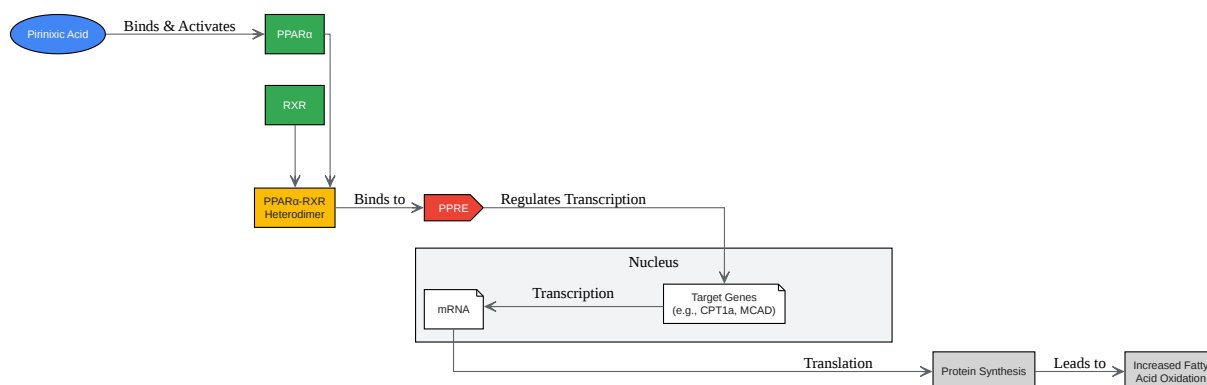 Pirinixic Acid
Binds & Activates
PPARα
RXR
PPARα-RXR
Heterodimer
Binds to
PPRE
Regulates Transcription
Nucleus
mRNA
Transcription
Target Genes
(e.g., CPT1a, MCAD)
Translation
Protein Synthesis
Leads to
Increased Fatty
Acid Oxidation